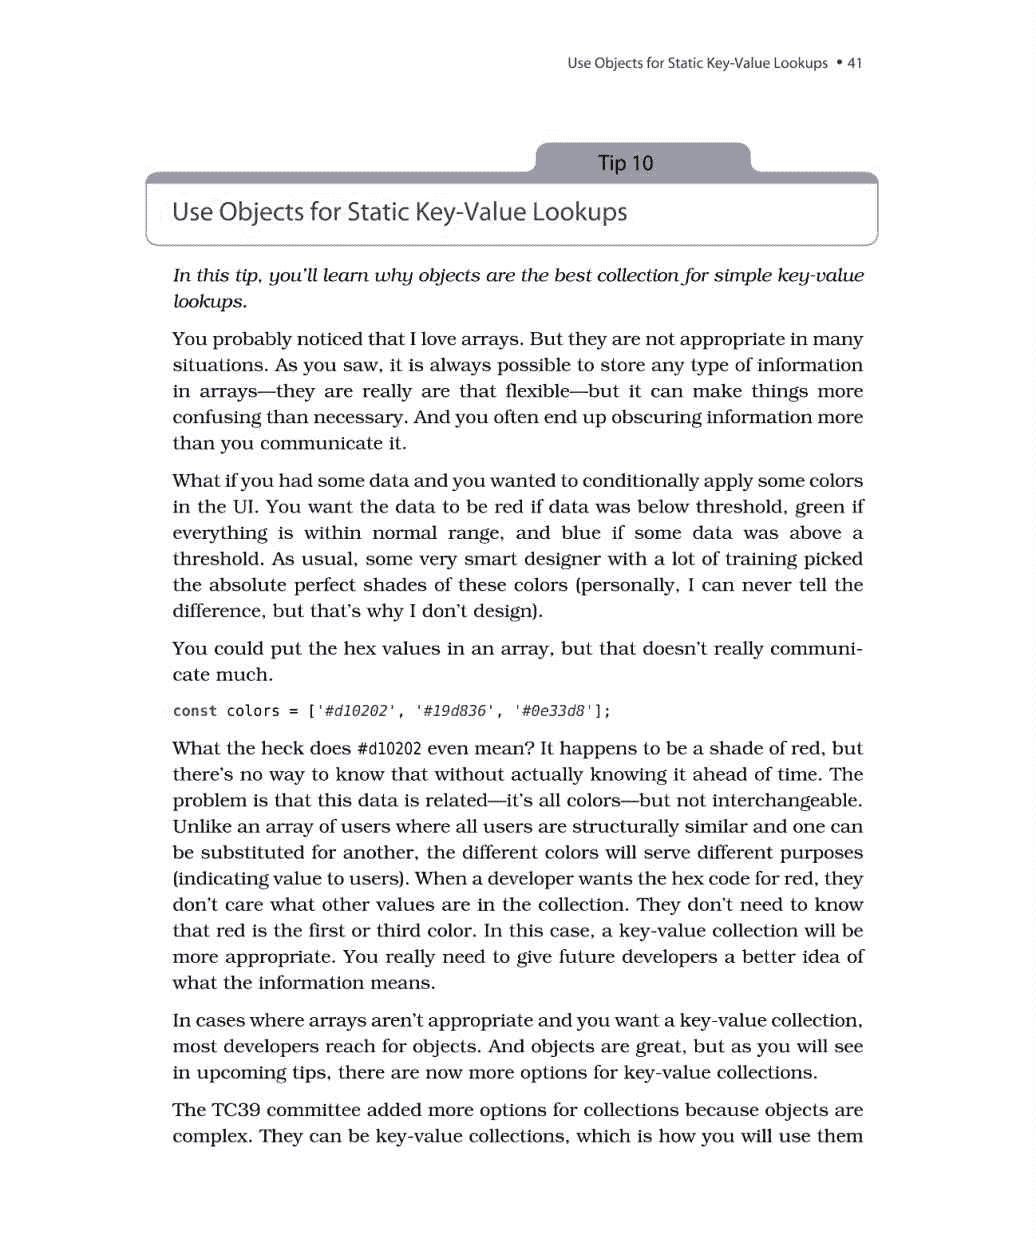 Use Objects for Static Key-Value Lookups • 41
Tip 10
Use Objects for Static Key-Value Lookups
In this tip, you'll learn why objects are the best collection for simple key-value
lookups.
You probably noticed that I love arrays. But they are not appropriate in many
situations. As you saw, it is always possible to store any type of information
in arrays—they are really are that flexible—but it can make things more
confusing than necessary. And you often end up obscuring information more
than you communicate it.
What if you had some data and you wanted to conditionally apply some colors
in the UI. You want the data to be red if data was below threshold, green if
everything is within normal range, and blue if some data was above a
threshold. As usual, some very smart designer with a lot of training picked
the absolute perfect shades of these colors (personally, I can never tell the
difference, but that's why I don't design).
You could put the hex values in an array, but that doesn't really communi-
cate much.
const colors = ['#d10202', '#19d836', '#0e33d8'];
What the heck does #d10202 even mean? It happens to be a shade of red, but
there's no way to know that without actually knowing it ahead of time. The
problem is that this data is related—it's all colors—but not interchangeable.
Unlike an array of users where all users are structurally similar and one can
be substituted for another, the different colors will serve different purposes
(indicating value to users). When a developer wants the hex code for red, they
don't care what other values are in the collection. They don't need to know
that red is the first or third color. In this case, a key-value collection will be
more appropriate. You really need to give future developers a better idea of
what the information means.
In cases where arrays aren't appropriate and you want a key-value collection,
most developers reach for objects. And objects are great, but as you will see
in upcoming tips, there are now more options for key-value collections.
The TC39 committee added more options for collections because objects are
complex. They can be key-value collections, which is how you will use them